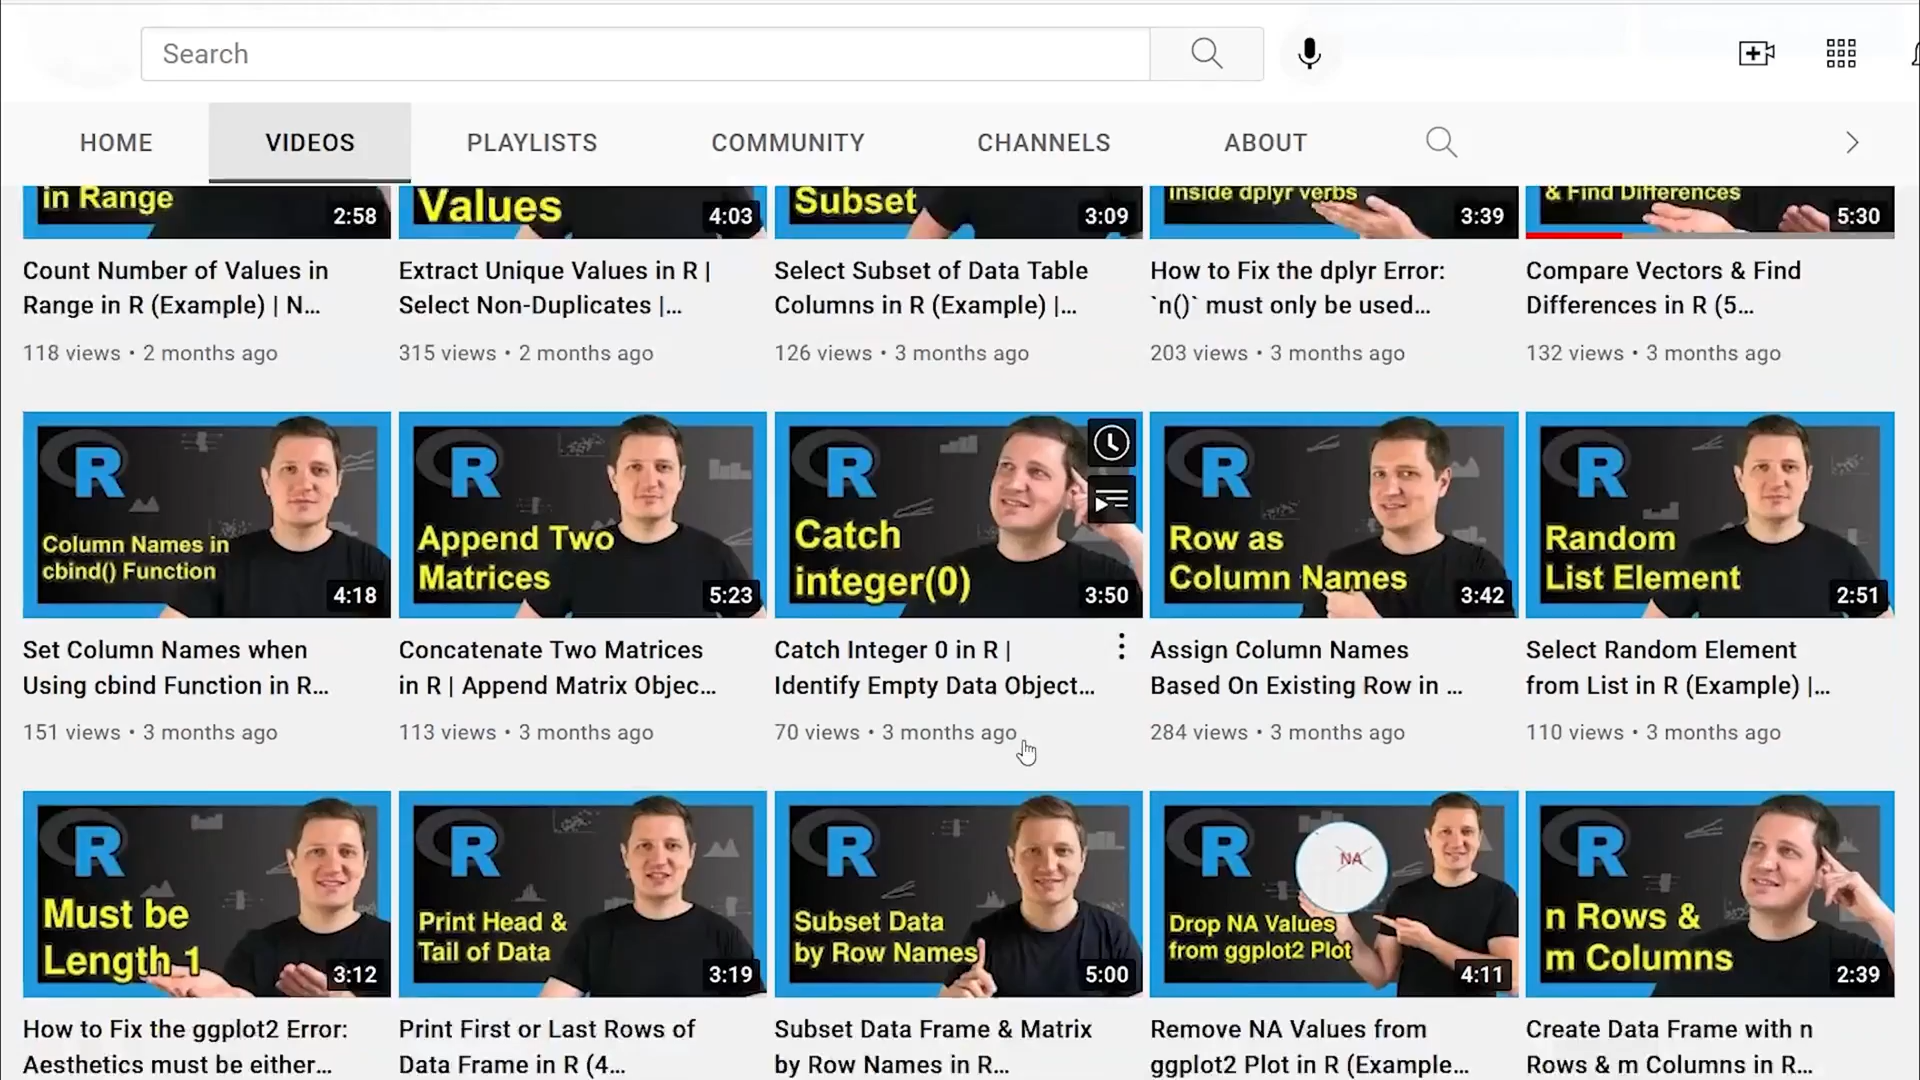 Search
HOME
VIDEOS
PLAYLISTS
COMMUNITY
CHANNELS
ABOUT
in Range
2:58
Values
4:03
Subset
3:09
inside dplyr verbs
3:39
& Find Differences
5:30
Count Number of Values in
Range in R (Example) | N...
118 views • 2 months ago
Extract Unique Values in R |
Select Non-Duplicates |...
315 views • 2 months ago
Select Subset of Data Table
Columns in R (Example) |...
126 views • 3 months ago
How to Fix the dplyr Error:
`n()` must only be used...
203 views • 3 months ago
Compare Vectors & Find
Differences in R (5...
132 views • 3 months ago
R
Column Names in
cbind() Function
4:18
R
Append Two
Matrices
5:23
R
Catch
integer(0)
3:50
R
Row as
Column Names
3:42
R
Random
List Element
2:51
Set Column Names when
Using cbind Function in R...
151 views • 3 months ago
Concatenate Two Matrices
in R | Append Matrix Objec...
113 views • 3 months ago
Catch Integer 0 in R |
Identify Empty Data Object...
70 views • 3 months ago
Assign Column Names
Based On Existing Row in ...
284 views • 3 months ago
Select Random Element
from List in R (Example) |...
110 views • 3 months ago
R
Must be
Length 1
3:12
R
Print Head &
Tail of Data
3:19
R
Subset Data
by Row Names
5:00
R
NA
Drop NA Values
from ggplot2 Plot
4:11
R
n Rows &
m Columns
2:39
How to Fix the ggplot2 Error:
Aesthetics must be either...
Print First or Last Rows of
Data Frame in R (4...
Subset Data Frame & Matrix
by Row Names in R...
Remove NA Values from
ggplot2 Plot in R (Example...
Create Data Frame with n
Rows & m Columns in R...